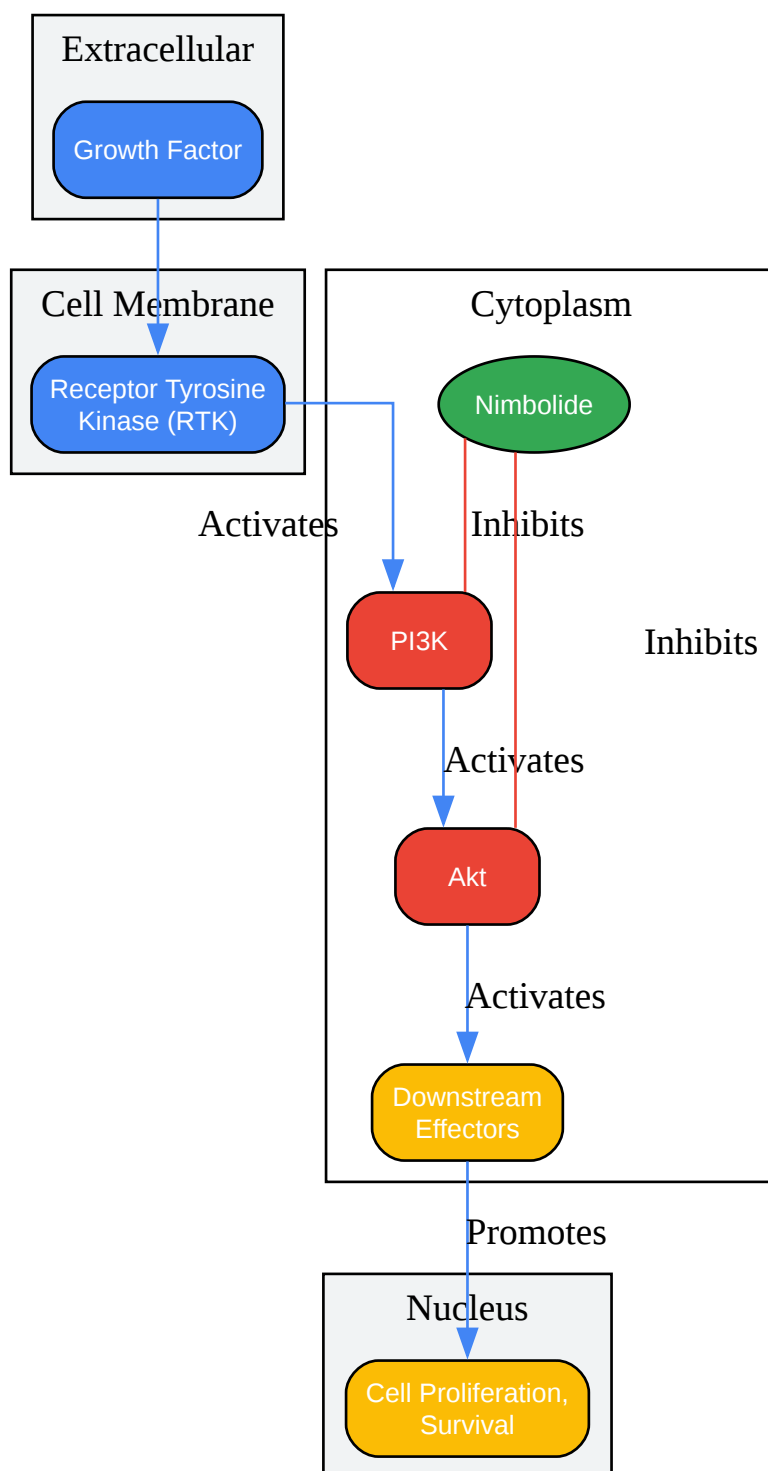 Extracellular
Growth Factor
Cell Membrane
Cytoplasm
Receptor Tyrosine
Kinase (RTK)
Nimbolide
Activates
Inhibits
PI3K
Inhibits
Activates
Akt
Activates
Downstream
Effectors
Promotes
Nucleus
Cell Proliferation,
Survival